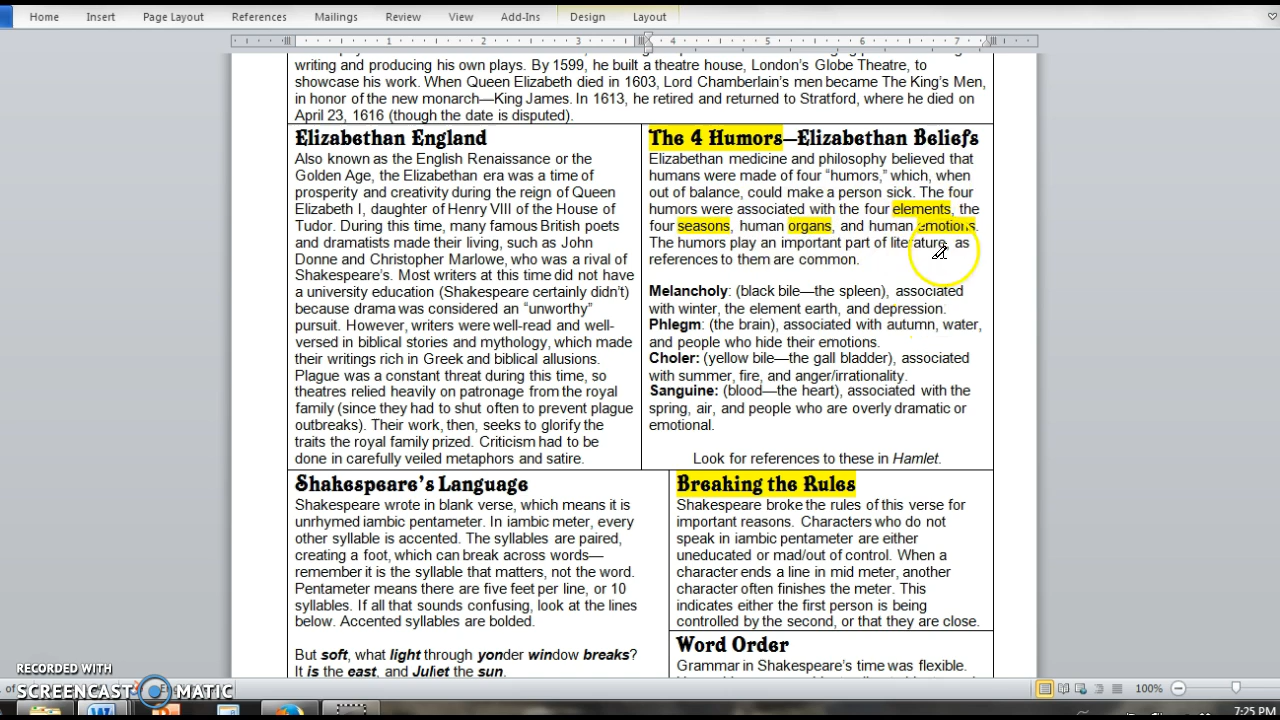 Home Insert Page Layout References Mailings Review View Add-Ins Design Layout
1 2 3 4 5 6 7
writing and producing his own plays. By 1599, he built a theatre house, London's Globe Theatre, to
showcase his work. When Queen Elizabeth died in 1603, Lord Chamberlain's men became The King's Men,
in honor of the new monarch—King James. In 1613, he retired and returned to Stratford, where he died on
April 23, 1616 (though the date is disputed).
Elizabethan England
Also known as the English Renaissance or the
Golden Age, the Elizabethan era was a time of
prosperity and creativity during the reign of Queen
Elizabeth I, daughter of Henry VIII of the House of
Tudor. During this time, many famous British poets
and dramatists made their living, such as John
Donne and Christopher Marlowe, who was a rival of
Shakespeare's. Most writers at this time did not have
a university education (Shakespeare certainly didn't)
because drama was considered an "unworthy"
pursuit. However, writers were well-read and well-
versed in biblical stories and mythology, which made
their writings rich in Greek and biblical allusions.
Plague was a constant threat during this time, so
theatres relied heavily on patronage from the royal
family (since they had to shut often to prevent plague
outbreaks). Their work, then, seeks to glorify the
traits the royal family prized. Criticism had to be
done in carefully veiled metaphors and satire.
The 4 Humors—Elizabethan Beliefs
Elizabethan medicine and philosophy believed that
humans were made of four "humors," which, when
out of balance, could make a person sick. The four
humors were associated with the four elements, the
four seasons, human organs, and human emotions.
The humors play an important part of literature, as
references to them are common.
Melancholy: (black bile—the spleen), associated
with winter, the element earth, and depression.
Phlegm: (the brain), associated with autumn, water,
and people who hide their emotions.
Choler: (yellow bile—the gall bladder), associated
with summer, fire, and anger/irrationality.
Sanguine: (blood—the heart), associated with the
spring, air, and people who are overly dramatic or
emotional.
Look for references to these in Hamlet.
Shakespeare's Language
Shakespeare wrote in blank verse, which means it is
unrhymed iambic pentameter. In iambic meter, every
other syllable is accented. The syllables are paired,
creating a foot, which can break across words—
remember it is the syllable that matters, not the word.
Pentameter means there are five feet per line, or 10
syllables. If all that sounds confusing, look at the lines
below. Accented syllables are bolded.
But soft, what light through yonder window breaks?
It is the east, and Juliet the sun.
Breaking the Rules
Shakespeare broke the rules of this verse for
important reasons. Characters who do not
speak in iambic pentameter are either
uneducated or mad/out of control. When a
character ends a line in mid meter, another
character often finishes the meter. This
indicates either the first person is being
controlled by the second, or that they are close.
Word Order
Grammar in Shakespeare's time was flexible.
RECORDED WITH
SCREENCAST MATIC
100%
7:25 PM